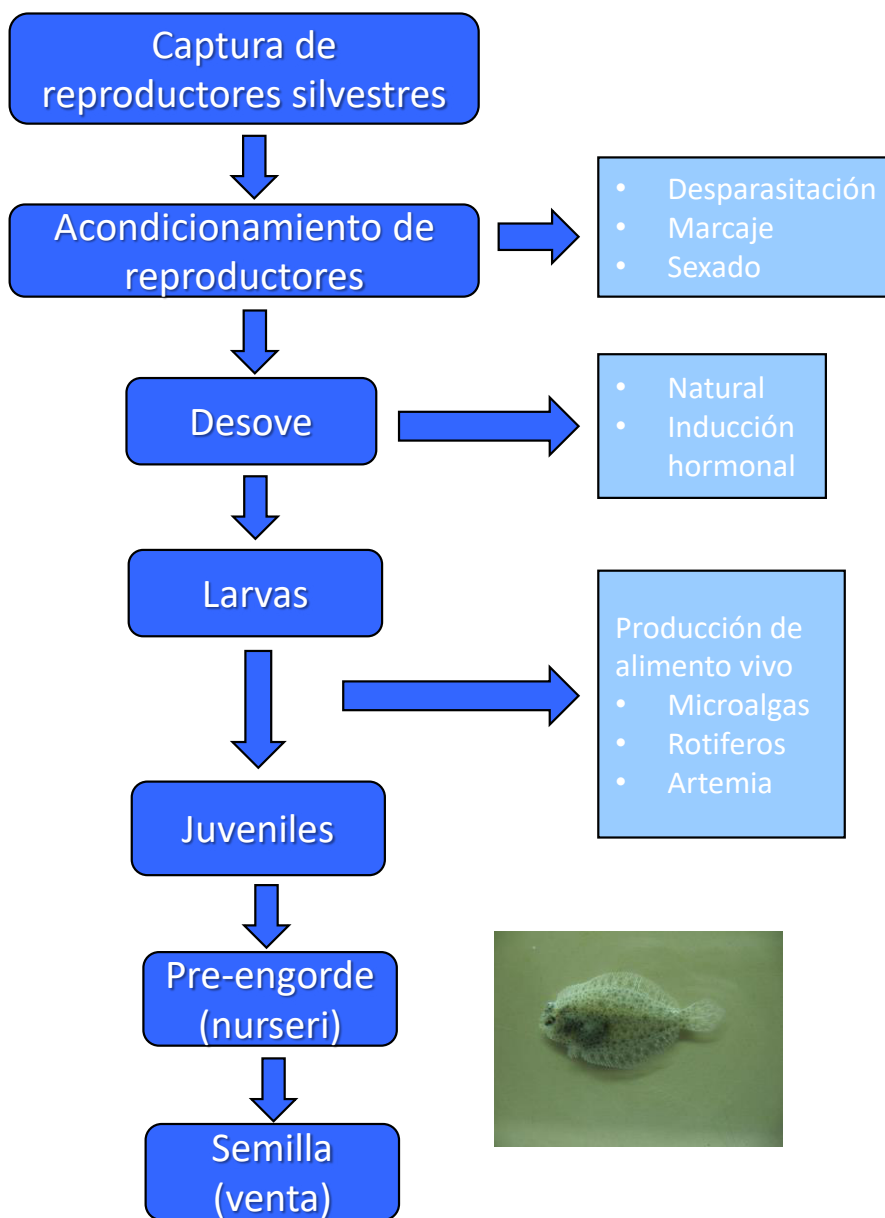 Captura de
reproductores silvestres
Acondicionamiento de
reproductores
• Desparasitación
• Marcaje
• Sexado
Desove
• Natural
• Inducción
hormonal
Larvas
Producción de
alimento vivo
• Microalgas
• Rotiferos
• Artemia
Juveniles
Pre-engorde
(nurseri)
Semilla
(venta)